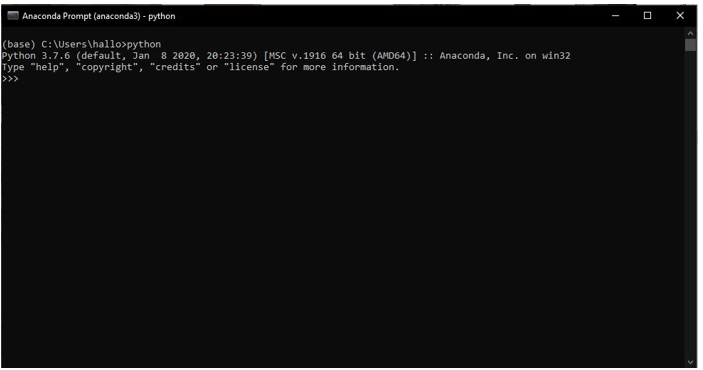 Anaconda Prompt (anaconda3) - python
(base) C:\Users\hallo>python
Python 3.7.6 (default, Jan  8 2020, 20:23:39) [MSC v.1916 64 bit (AMD64)] :: Anaconda, Inc. on win32
Type "help", "copyright", "credits" or "license" for more information.
>>>